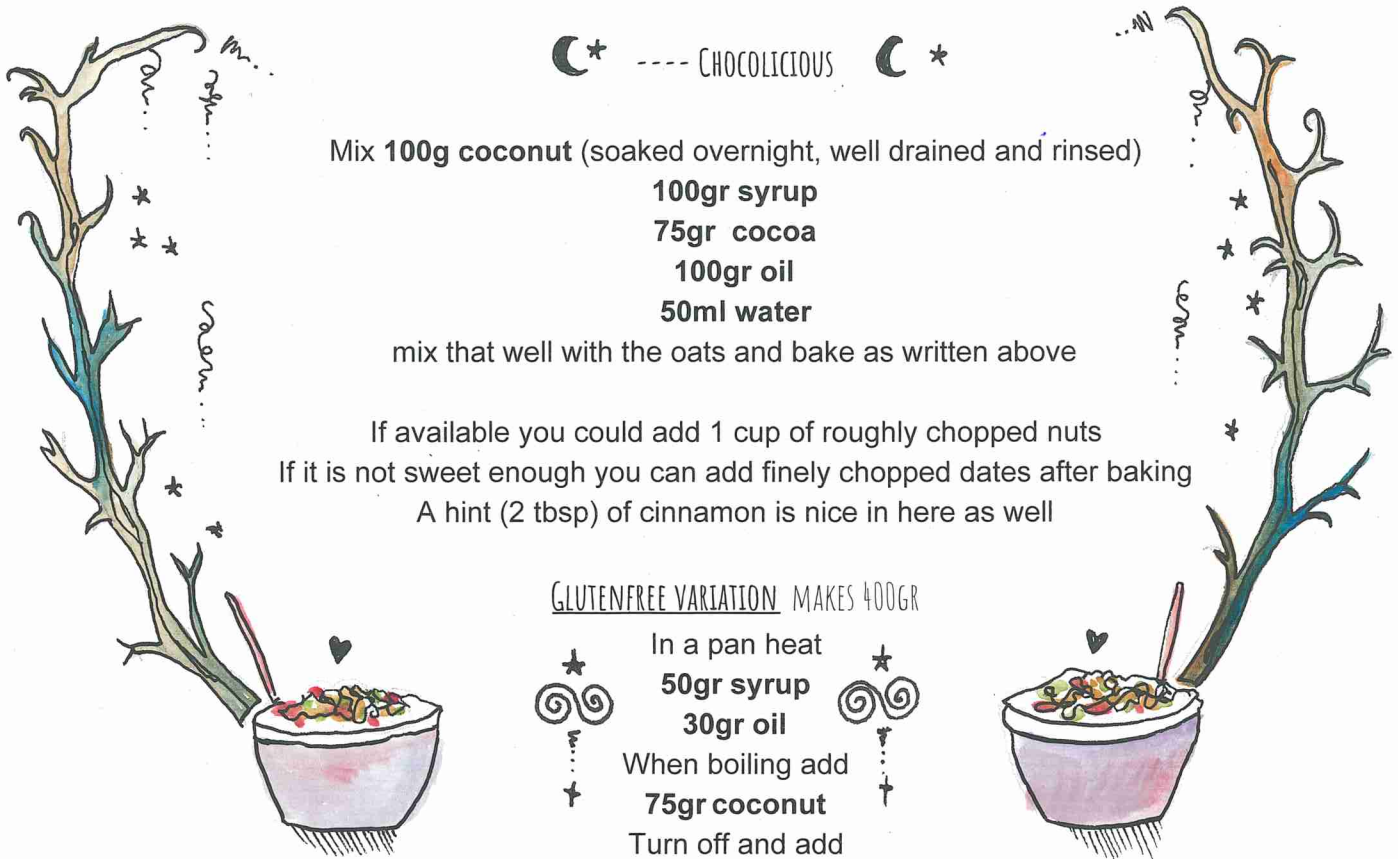 ---- CHOCOLICIOUS
Mix 100g coconut (soaked overnight, well drained and rinsed)
100gr syrup
75gr cocoa
100gr oil
50ml water
mix that well with the oats and bake as written above
If available you could add 1 cup of roughly chopped nuts
If it is not sweet enough you can add finely chopped dates after baking
A hint (2 tbsp) of cinnamon is nice in here as well
GLUTENFREE VARIATION MAKES 400GR
In a pan heat
50gr syrup
30gr oil
When boiling add
75gr coconut
Turn off and add